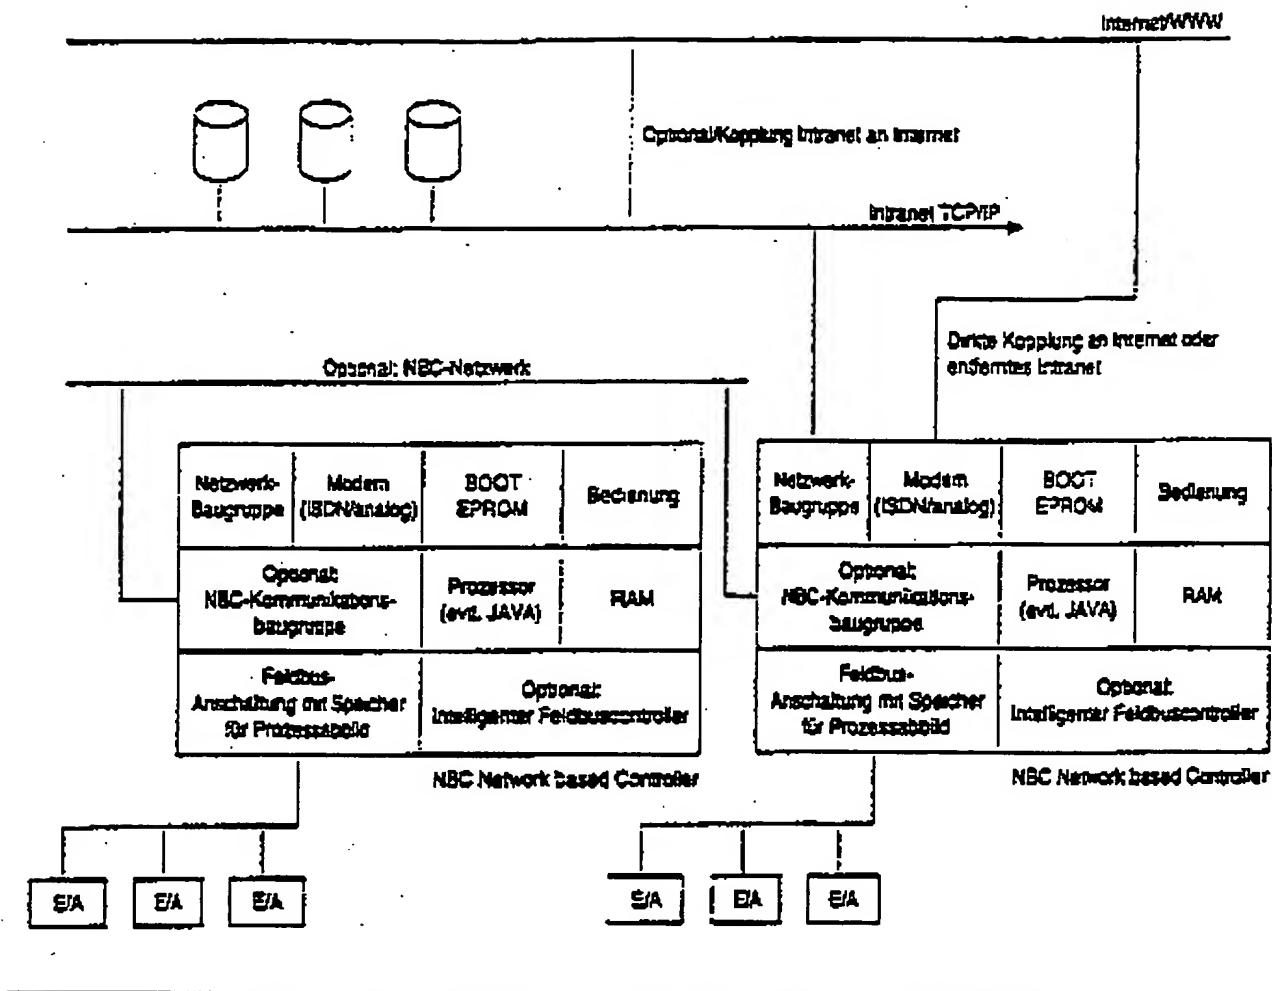 Internet/WWW
Optional/Kopplung Intranet an Internet
Intranet TCP/IP
Dirkte Kopplung an Internet oder
entferntes Intranet
Optional: NBC-Netzwerk
Netzwerk-
Baugruppe
Modem
(ISDN/analog)
BOOT
EPROM
Bedienung
Optional:
NBC-Kommunikations-
baugruppe
Prozessor
(evtl. JAVA)
RAM
Feldbus-
Anschaltung mit Speicher
für Prozessabbild
Optional:
Intelligenter Feldbuscontroller
NBC Network based Controller
E/A
E/A
E/A
Netzwerk-
Baugruppe
Modem
(ISDN/analog)
BOOT
EPROM
Bedienung
Optional:
NBC-Kommunikations-
baugruppe
Prozessor
(evtl. JAVA)
RAM
Feldbus-
Anschaltung mit Speicher
für Prozessabbild
Optional:
Intelligenter Feldbuscontroller
NBC Network based Controller
E/A
E/A
E/A